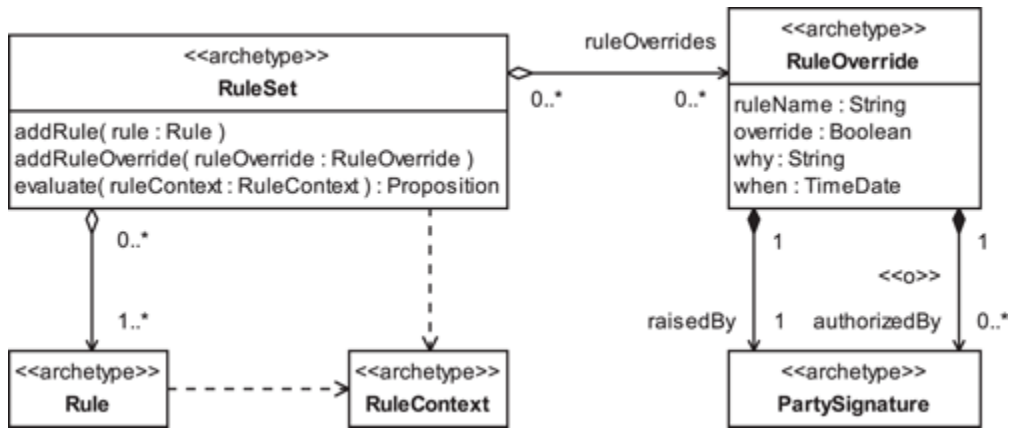 <<archetype>>
RuleSet
addRule( rule : Rule )
addRuleOverride( ruleOverride : RuleOverride )
evaluate( ruleContext : RuleContext ) : Proposition
ruleOverrides
0..*
0..*
<<archetype>>
RuleOverride
ruleName : String
override : Boolean
why : String
when : TimeDate
0..*
1..*
1
1
<<o>>
raisedBy
1
authorizedBy
0..*
<<archetype>>
Rule
<<archetype>>
RuleContext
<<archetype>>
PartySignature